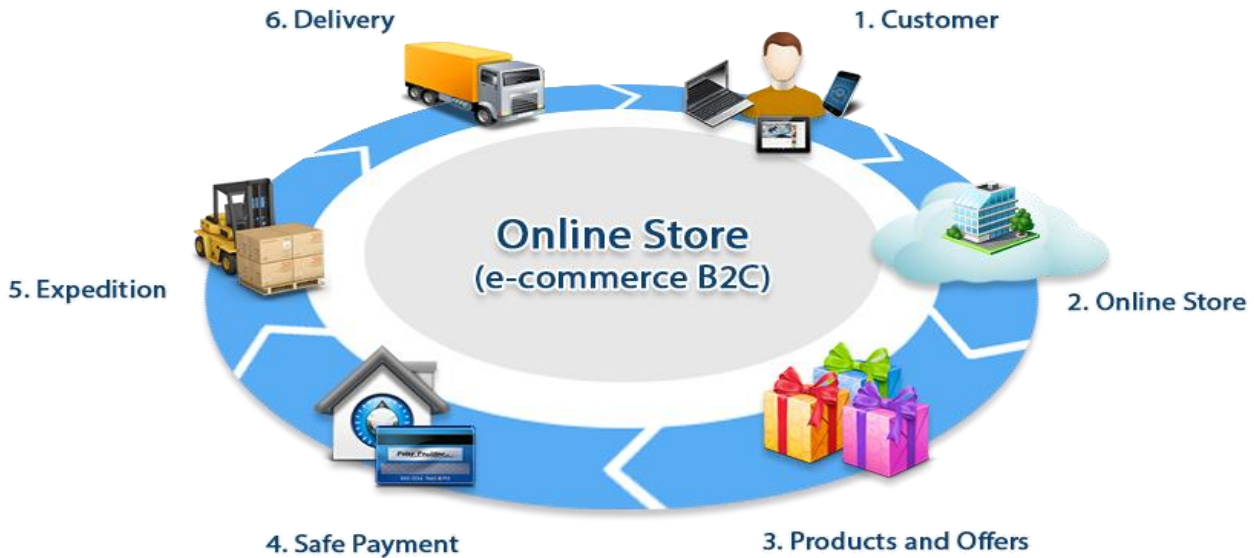 6. Delivery
1. Customer
Online Store
(e-commerce B2C)
5. Expedition
2. Online Store
4. Safe Payment
3. Products and Offers